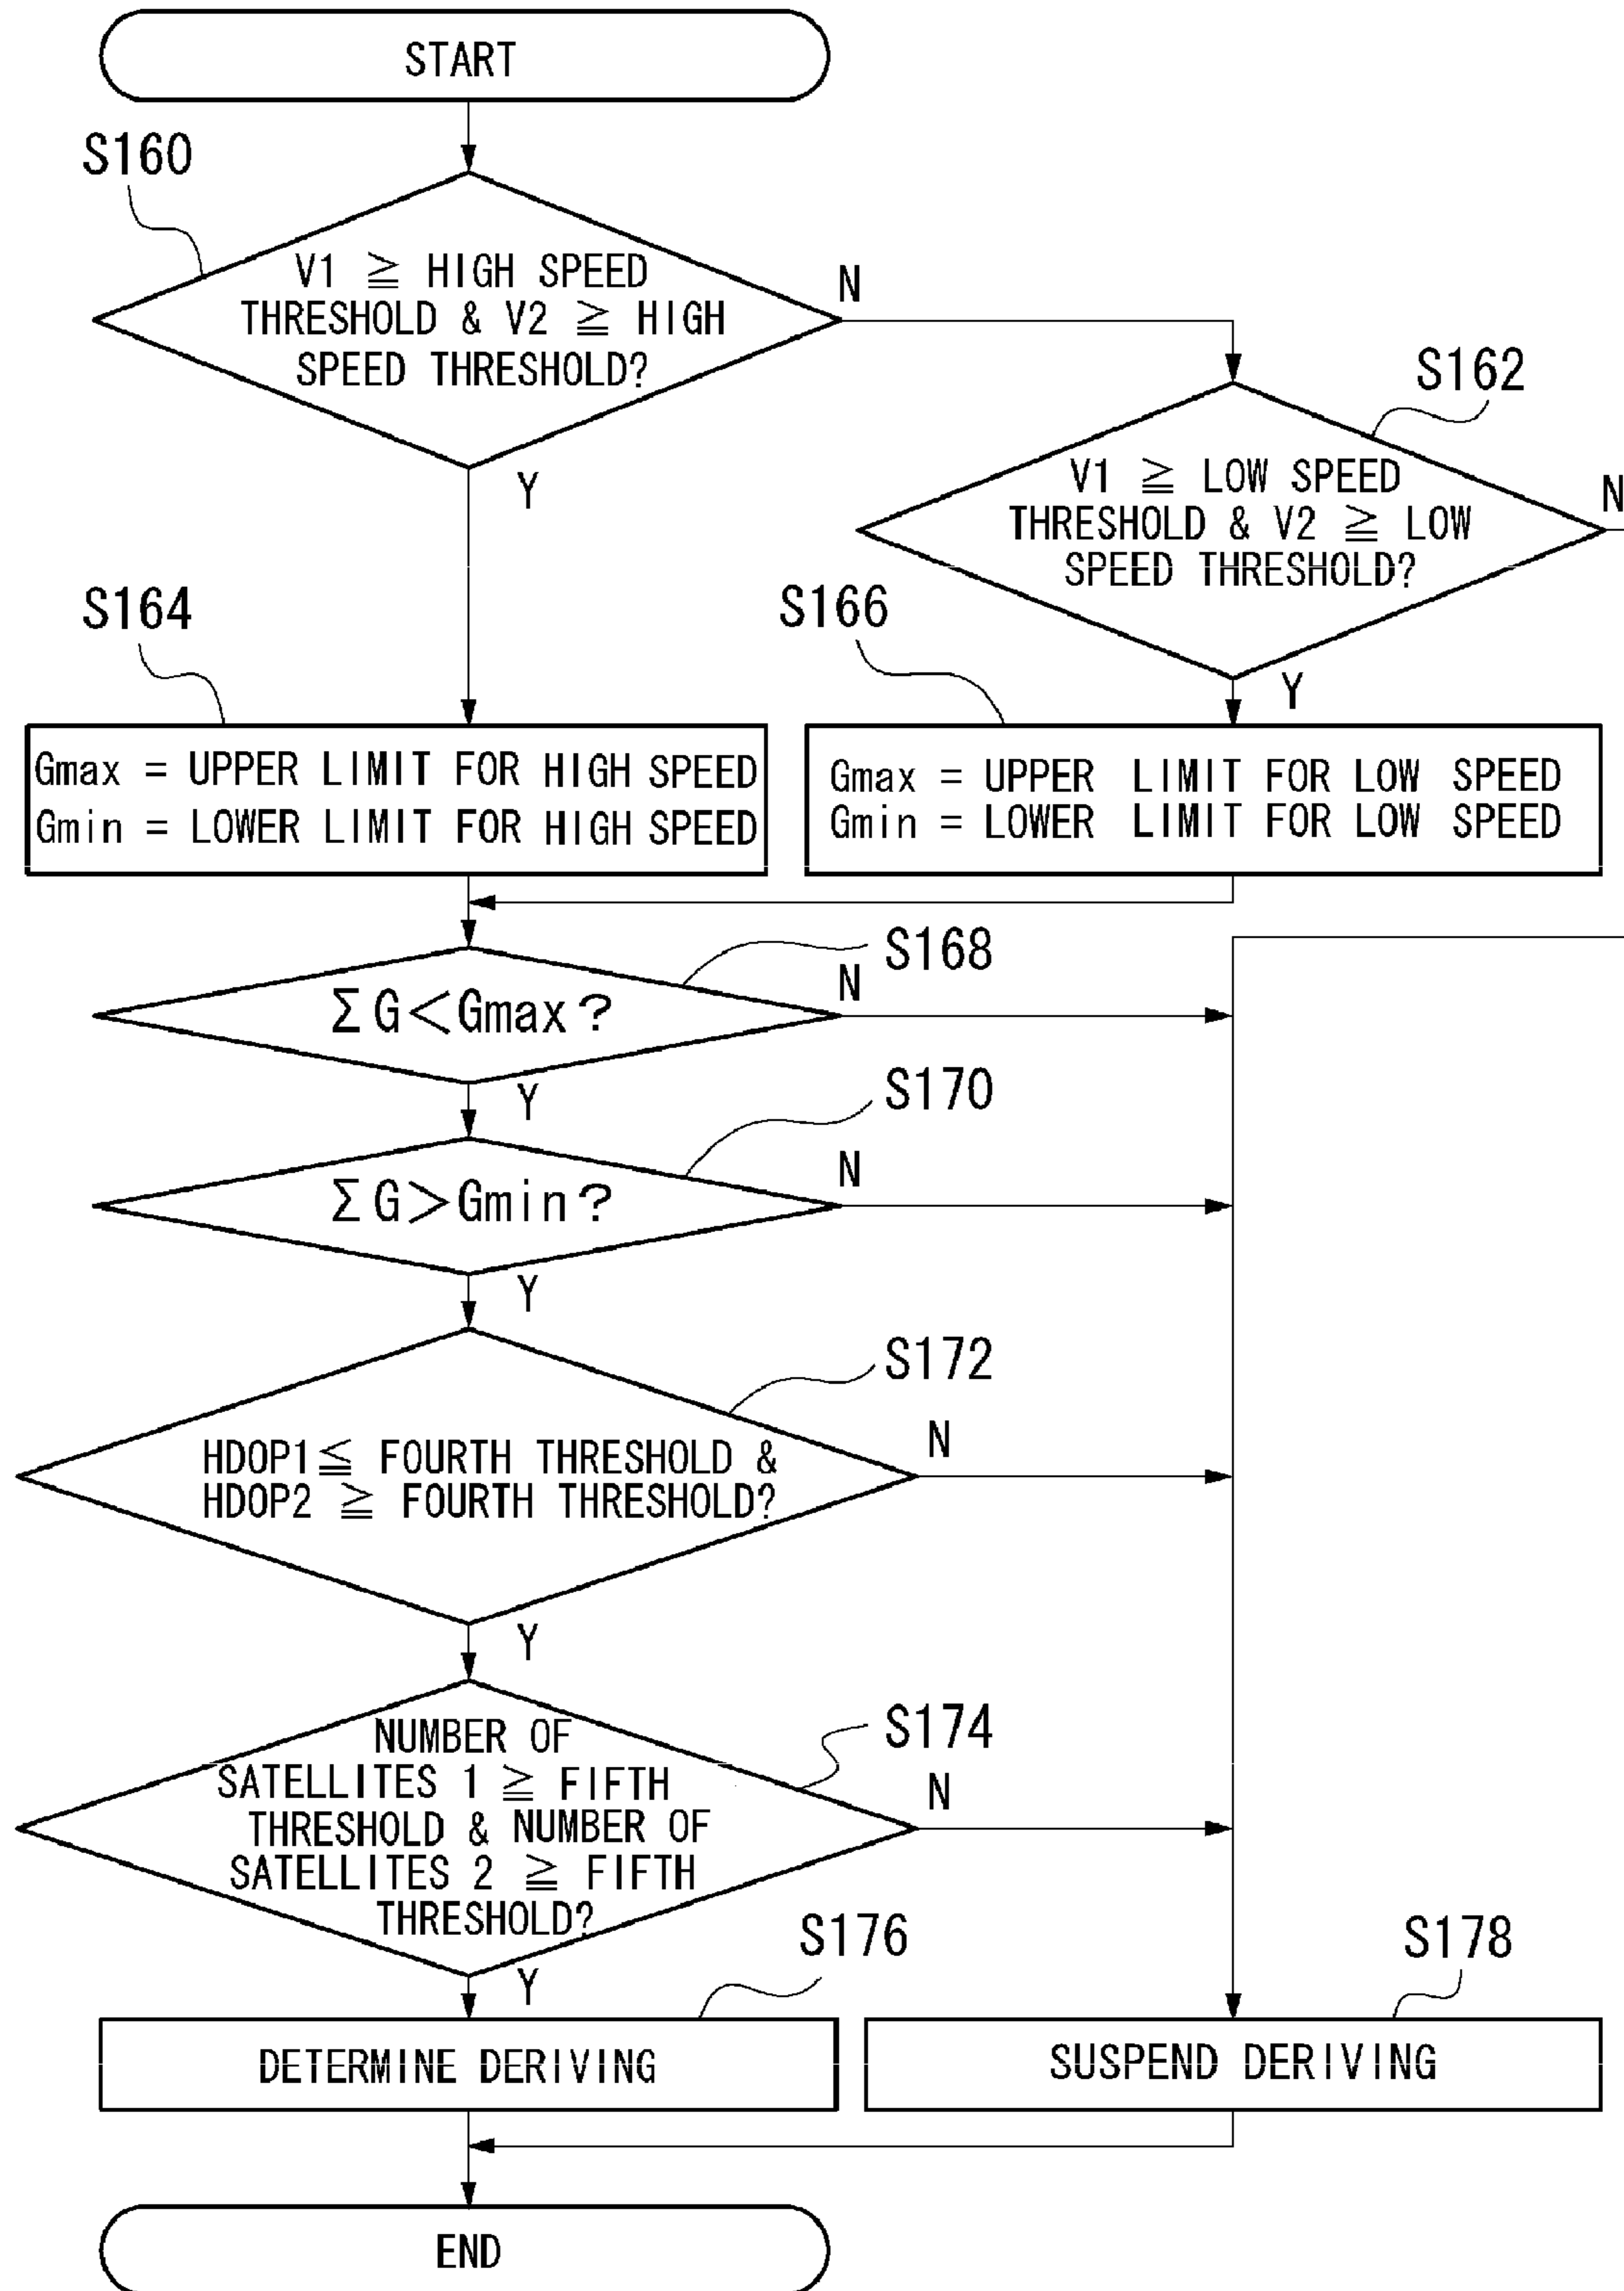 START
S160
V1 ≧ HIGH SPEED
THRESHOLD & V2 ≧ HIGH
SPEED THRESHOLD?
N
Y
S162
V1 ≧ LOW SPEED
THRESHOLD & V2 ≧ LOW
SPEED THRESHOLD?
N
Y
S164
Gmax = UPPER LIMIT FOR HIGH SPEED
Gmin = LOWER LIMIT FOR HIGH SPEED
S166
Gmax = UPPER LIMIT FOR LOW SPEED
Gmin = LOWER LIMIT FOR LOW SPEED
S168
ΣG<Gmax?
N
Y
S170
ΣG>Gmin?
N
Y
S172
HDOP1≦ FOURTH THRESHOLD &
HDOP2 ≧ FOURTH THRESHOLD?
N
Y
S174
NUMBER OF
SATELLITES 1 ≧ FIFTH
THRESHOLD & NUMBER OF
SATELLITES 2 ≧ FIFTH
THRESHOLD?
N
Y
S176
DETERMINE DERIVING
S178
SUSPEND DERIVING
END